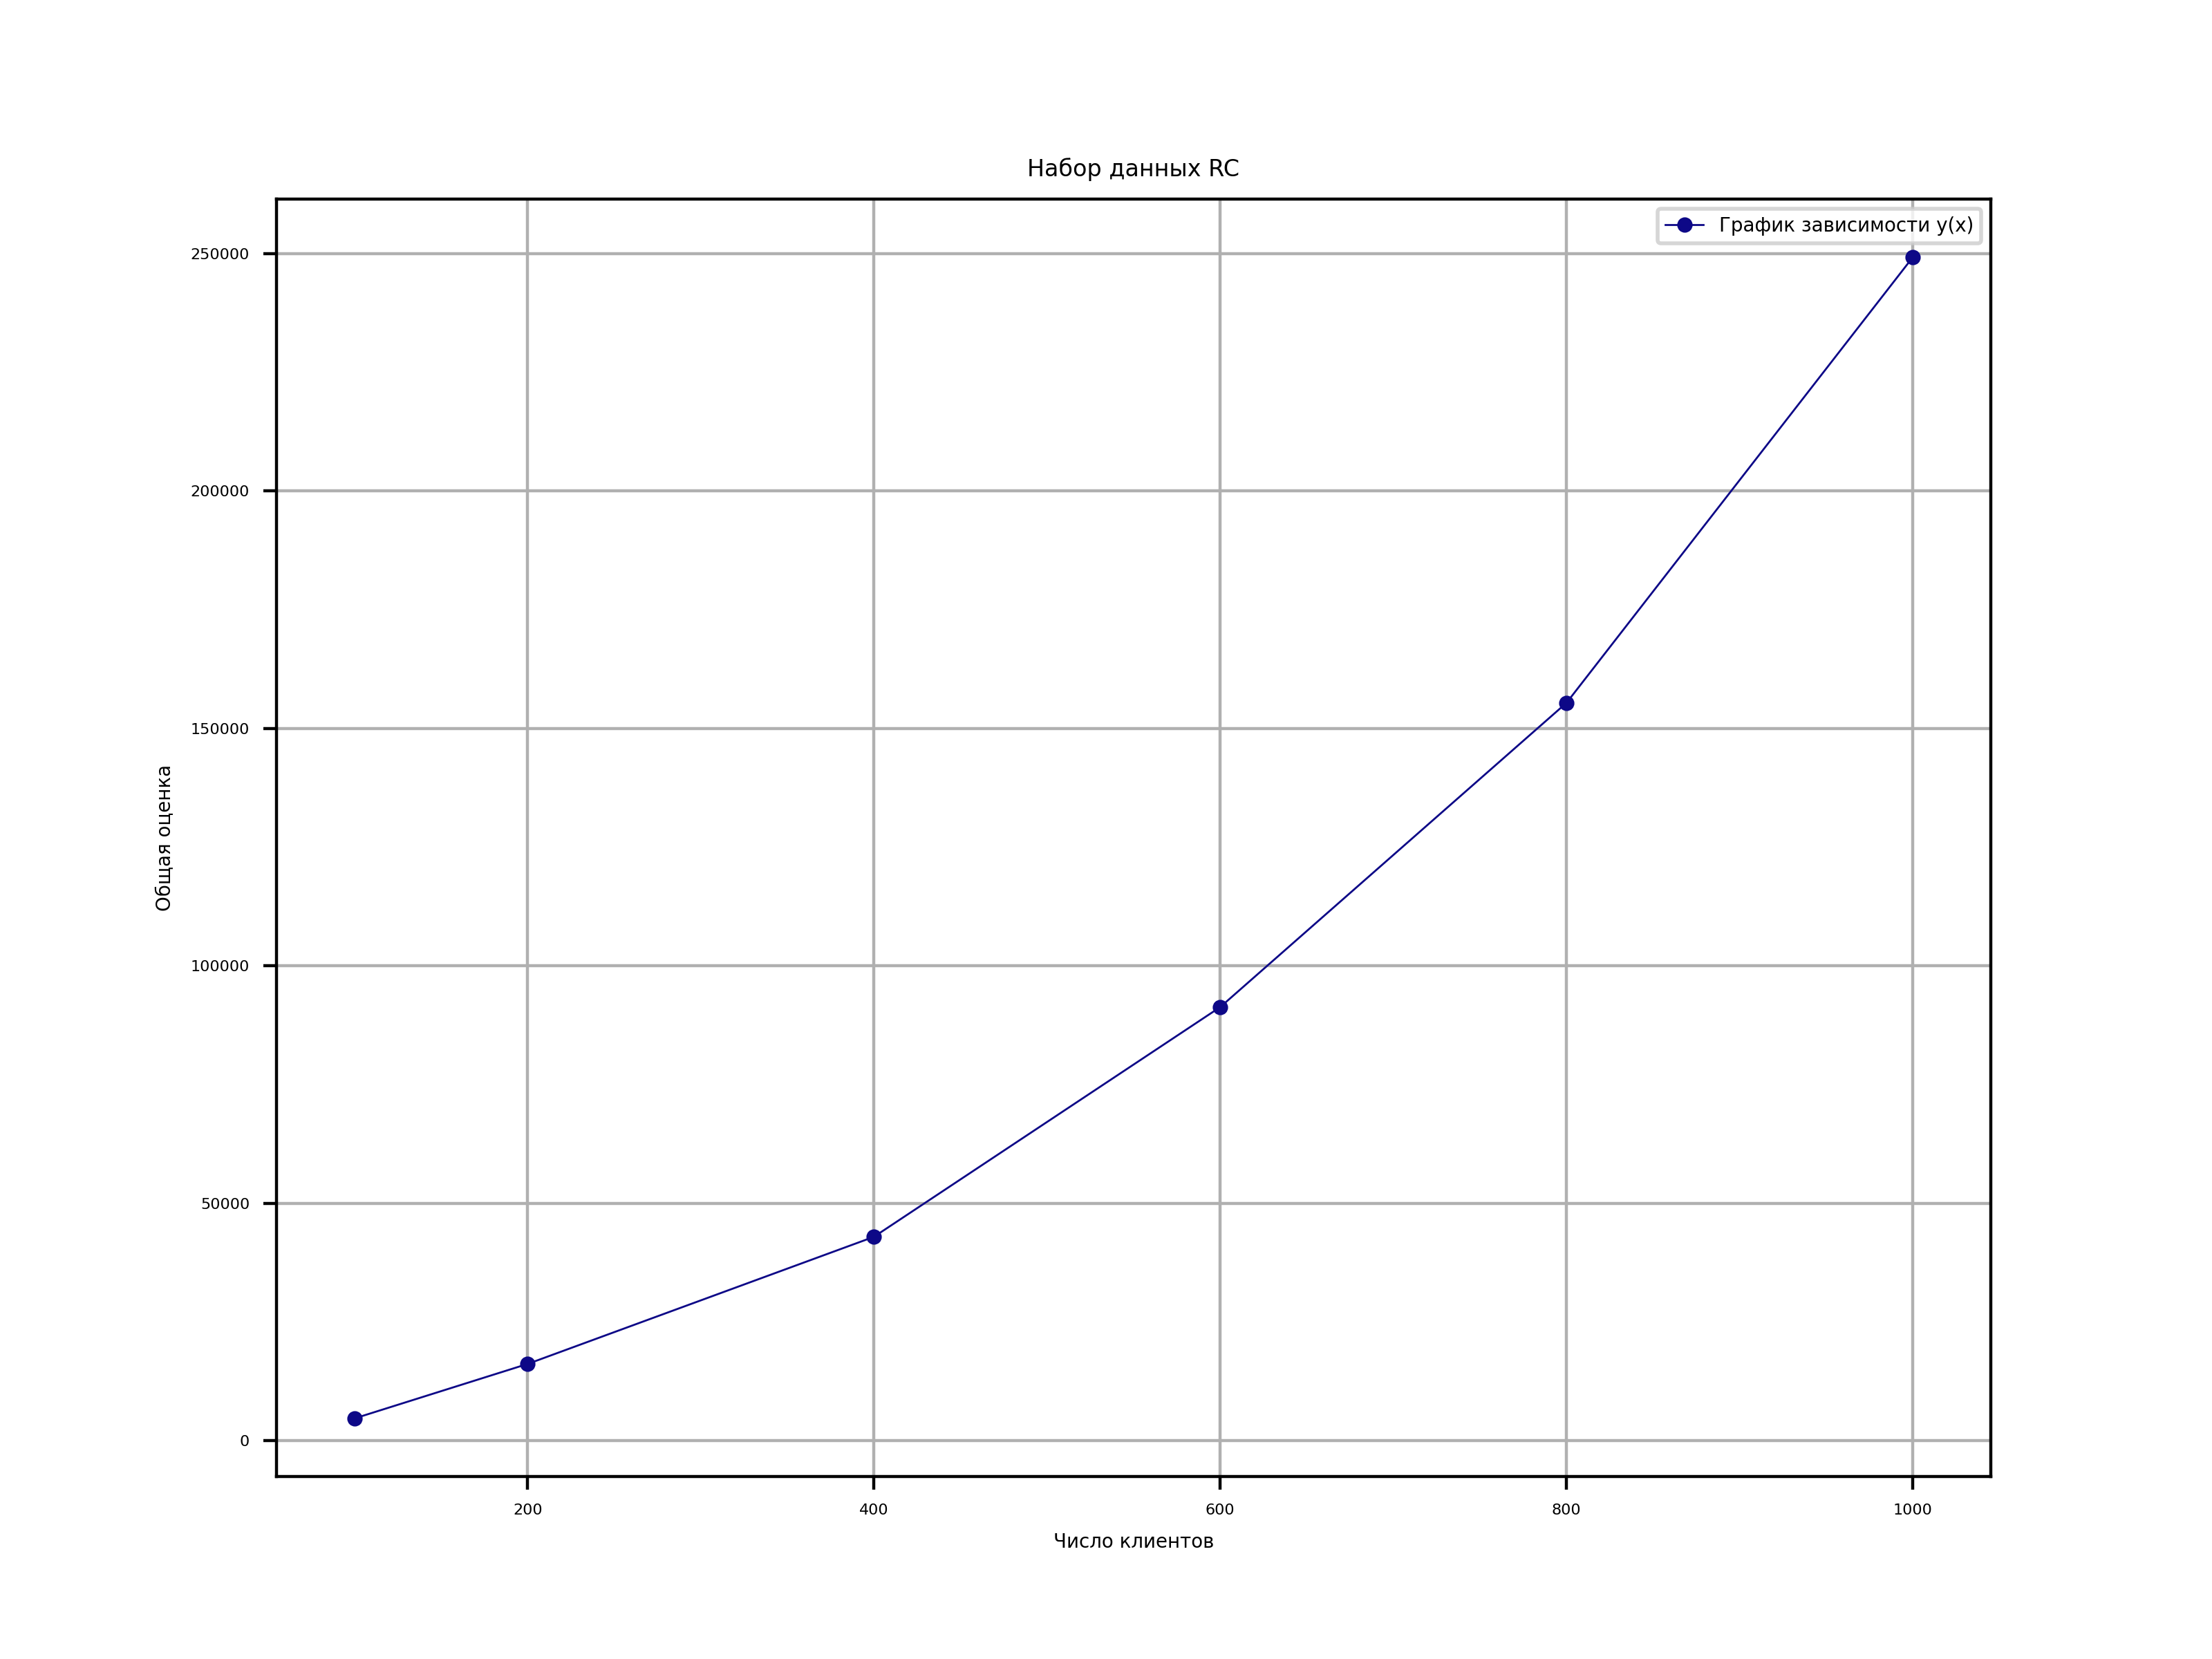 Набор данных RC
График зависимости y(x)
250000
200000
150000
100000
50000
0
Общая оценка
200 400 600 800 1000
Число клиентов